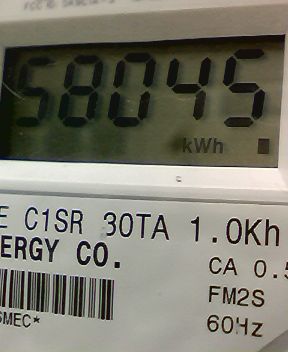 58045
kWh
E C1SR 30TA 1.0Kh
ERGY CO.
CA 0.5
FM2S
60Hz
SMEC*